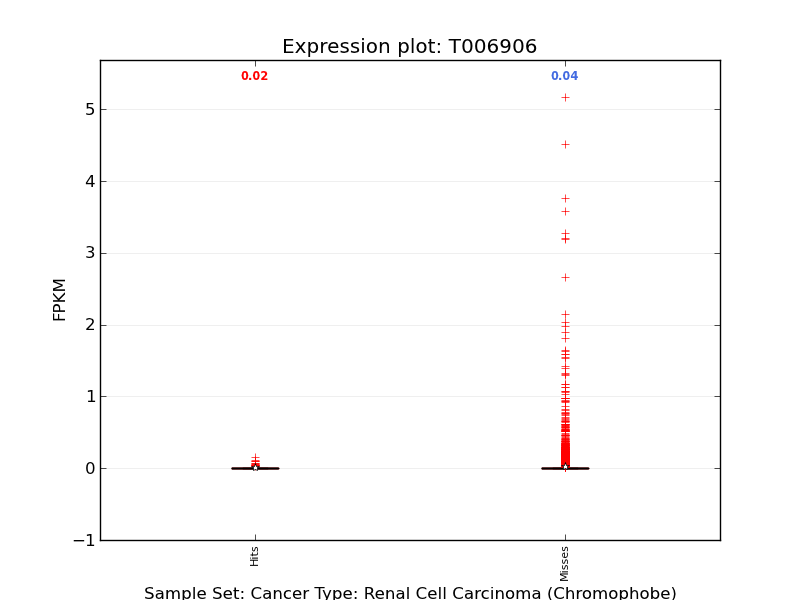 Expression plot: T006906
0.02
0.04
5
4
3
2
1
0
−1
FPKM
Hits
Misses
Sample Set: Cancer Type: Renal Cell Carcinoma (Chromophobe)